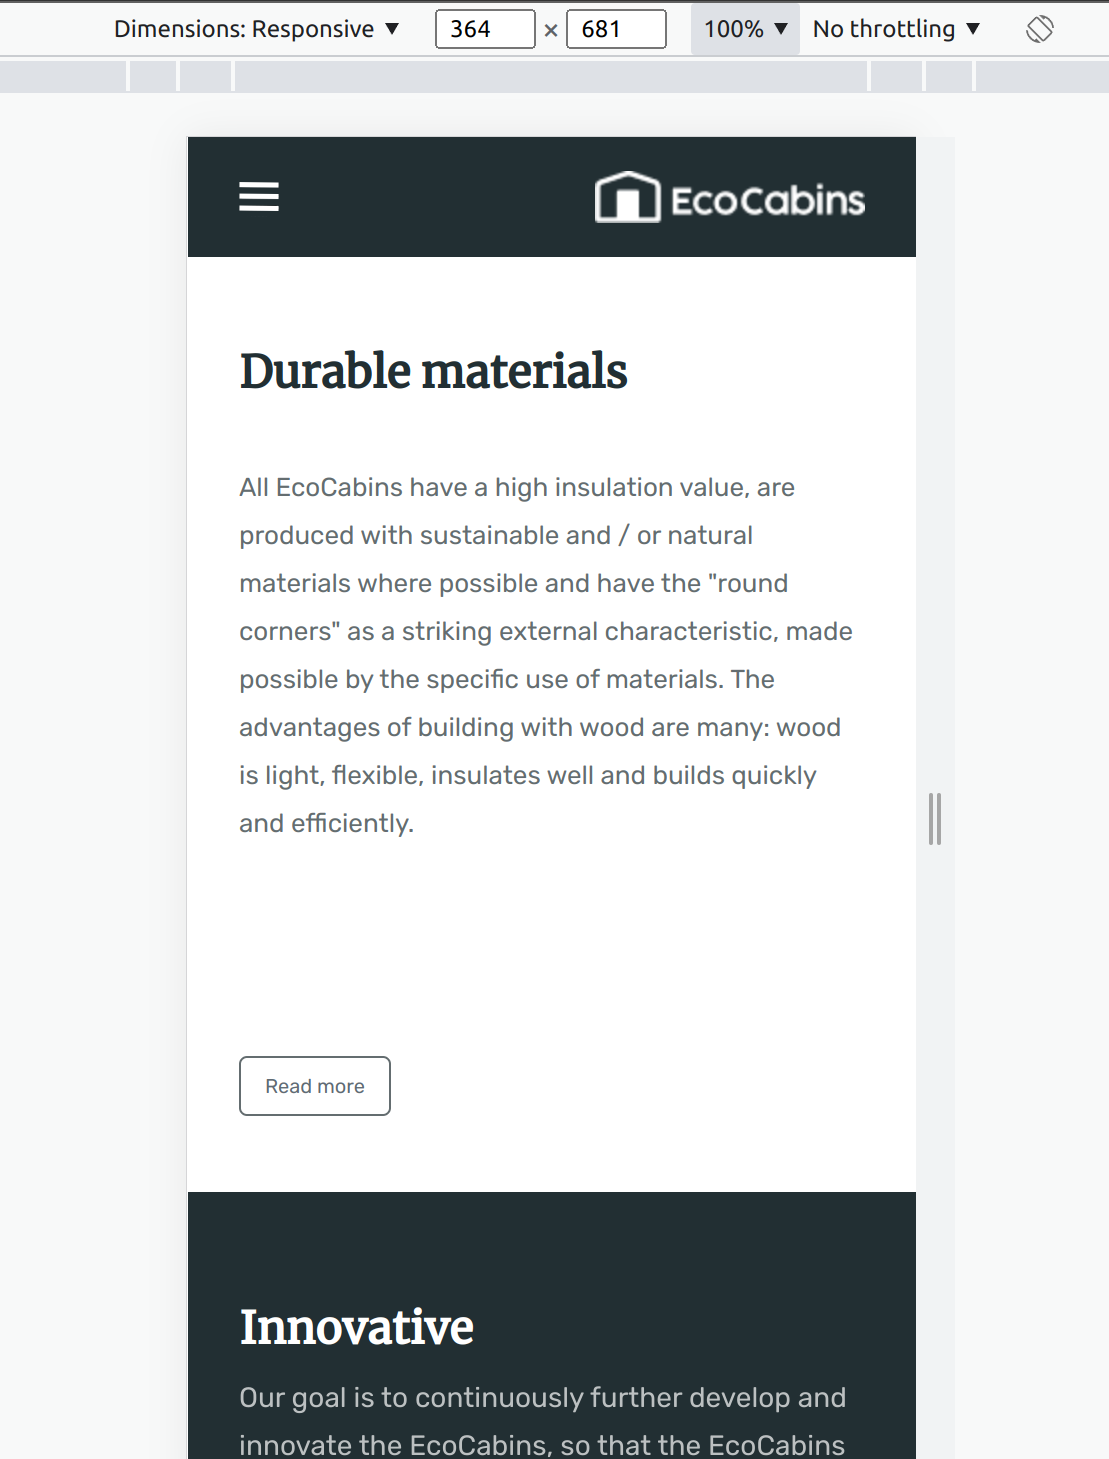 Dimensions: Responsive ▼ 364 × 681 100% ▼ No throttling ▼
EcoCabins
Durable materials
All EcoCabins have a high insulation value, are
produced with sustainable and / or natural
materials where possible and have the "round
corners" as a striking external characteristic, made
possible by the specific use of materials. The
advantages of building with wood are many: wood
is light, flexible, insulates well and builds quickly
and efficiently.
Read more
Innovative
Our goal is to continuously further develop and
innovate the EcoCabins, so that the EcoCabins